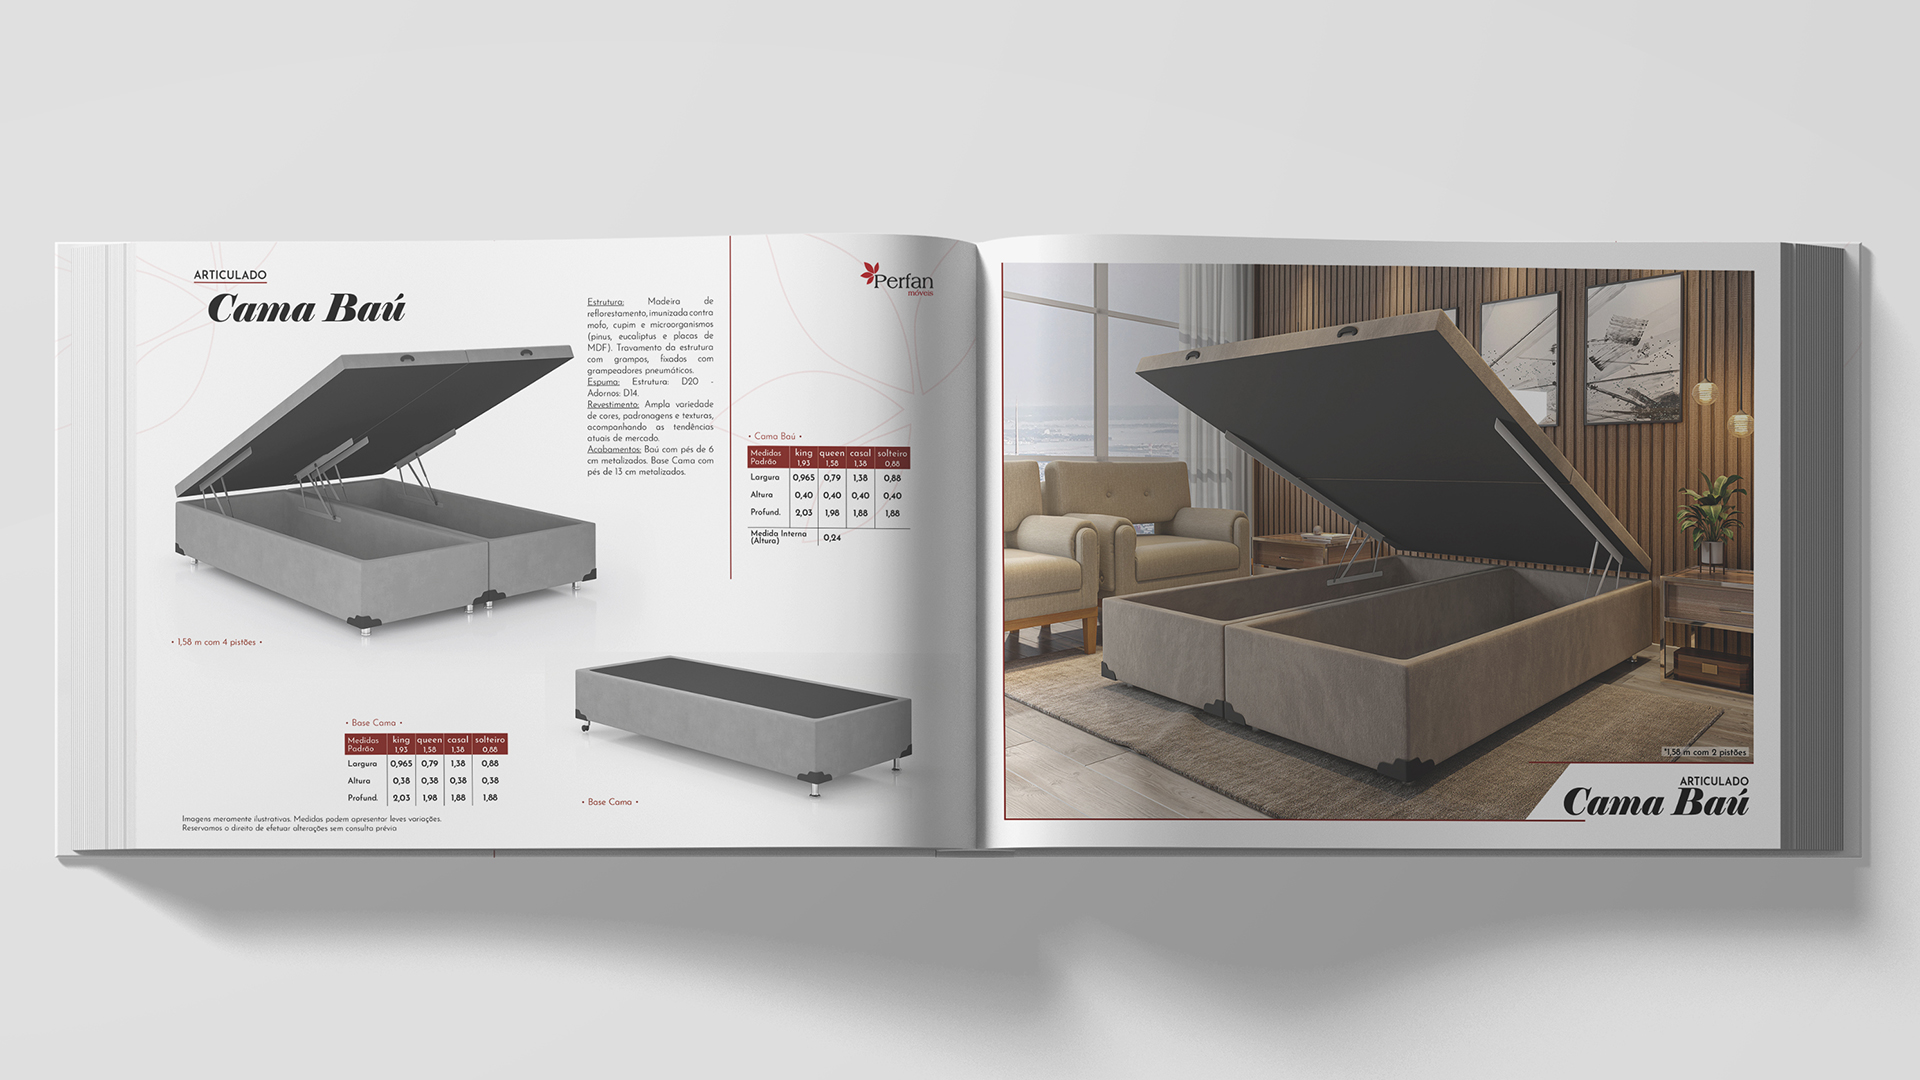 ARTICULADO
Cama Baú
Perfan
móveis
Estrutura: Madeira de
reflorestamento, imunizada contra
mofo, cupim e microorganismos
(pinus, eucaliptus e placas de
MDF). Travamento da estrutura
com grampos, fixados com
grampeadores pneumáticos.
Espuma: Estrutura: D20 -
Adornos: D14.
Revestimento: Ampla variedade
de cores, padronagens e texturas,
acompanhando as tendências
atuais de mercado.
Acabamentos: Baú com pés de 6
cm metalizados. Base Cama com
pés de 13 cm metalizados.
• Cama Baú •
Medidas Padrão king 1,93 queen 1,58 casal 1,38 solteiro 0,88
Largura 0,965 0,79 1,38 0,88
Altura 0,40 0,40 0,40 0,40
Profund. 2,03 1,98 1,88 1,88
Medida Interna (Altura) 0,24
• 1,58 m com 4 pistões •
• Base Cama •
Medidas Padrão king 1,93 queen 1,58 casal 1,38 solteiro 0,88
Largura 0,965 0,79 1,38 0,88
Altura 0,38 0,38 0,38 0,38
Profund. 2,03 1,98 1,88 1,88
• Base Cama •
Imagens meramente ilustrativas. Medidas podem apresentar leves variações.
Reservamos o direito de efetuar alterações sem consulta prévia
*1,58 m com 2 pistões
ARTICULADO
Cama Baú